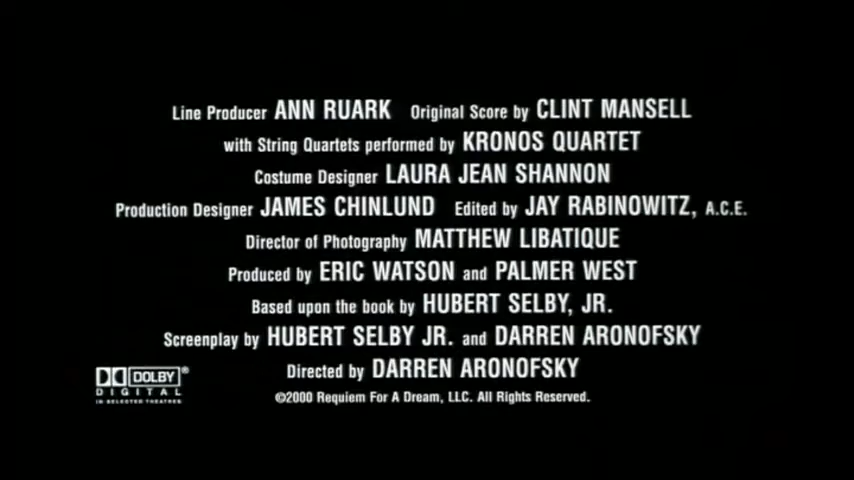 Line Producer ANN RUARK Original Score by CLINT MANSELL
with String Quartets performed by KRONOS QUARTET
Costume Designer LAURA JEAN SHANNON
Production Designer JAMES CHINLUND Edited by JAY RABINOWITZ, A.C.E.
Director of Photography MATTHEW LIBATIQUE
Produced by ERIC WATSON and PALMER WEST
Based upon the book by HUBERT SELBY, JR.
Screenplay by HUBERT SELBY JR. and DARREN ARONOFSKY
Directed by DARREN ARONOFSKY
DOLBY®
DIGITAL
IN SELECTED THEATRES
©2000 Requiem For A Dream, LLC. All Rights Reserved.